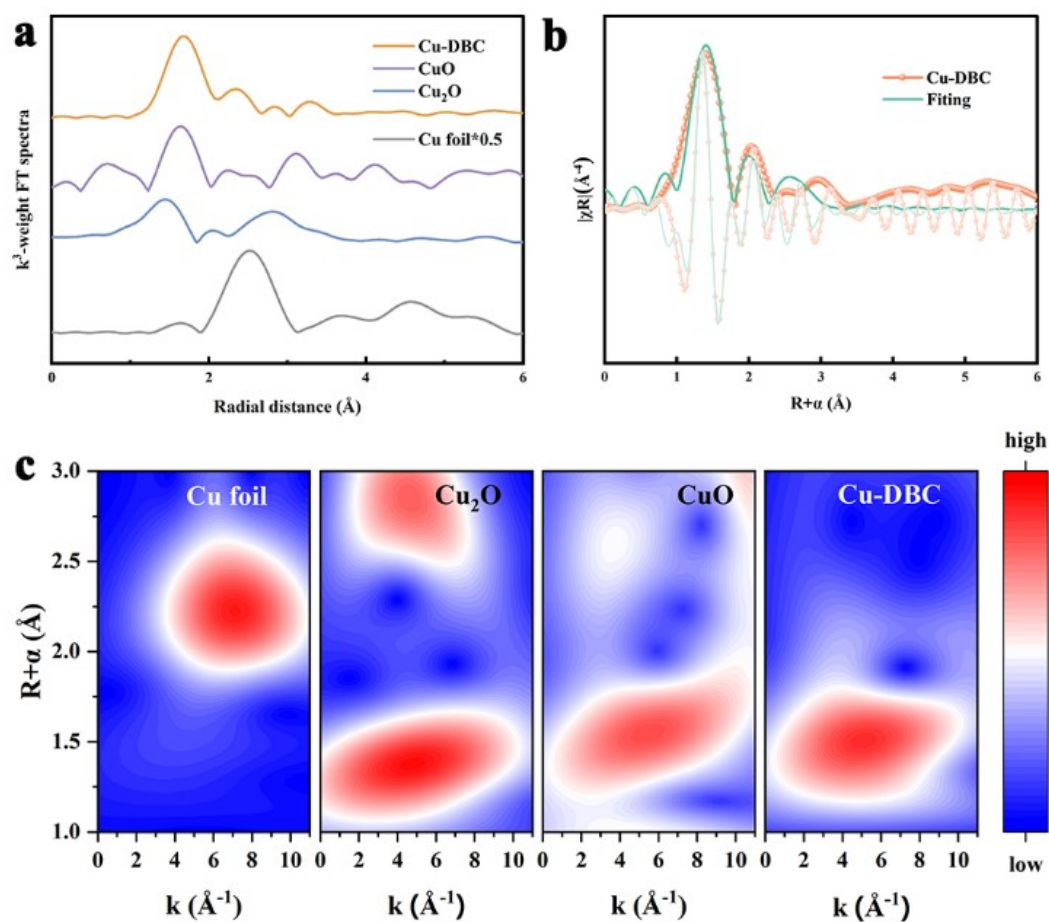 a
Cu-DBC
CuO
Cu₂O
Cu foil*0.5
k³-weight FT spectra
0 2 4 6
Radial distance (Å)
b
Cu-DBC
Fiting
|χR|(Å⁻⁴)
0 1 2 3 4 5 6
R+α (Å)
c
high
low
R+α (Å)
3.0
2.5
2.0
1.5
1.0
Cu foil
Cu₂O
CuO
Cu-DBC
0 2 4 6 8 10
0 2 4 6 8 10
0 2 4 6 8 10
0 2 4 6 8 10
k (Å⁻¹)
k (Å⁻¹)
k (Å⁻¹)
k (Å⁻¹)